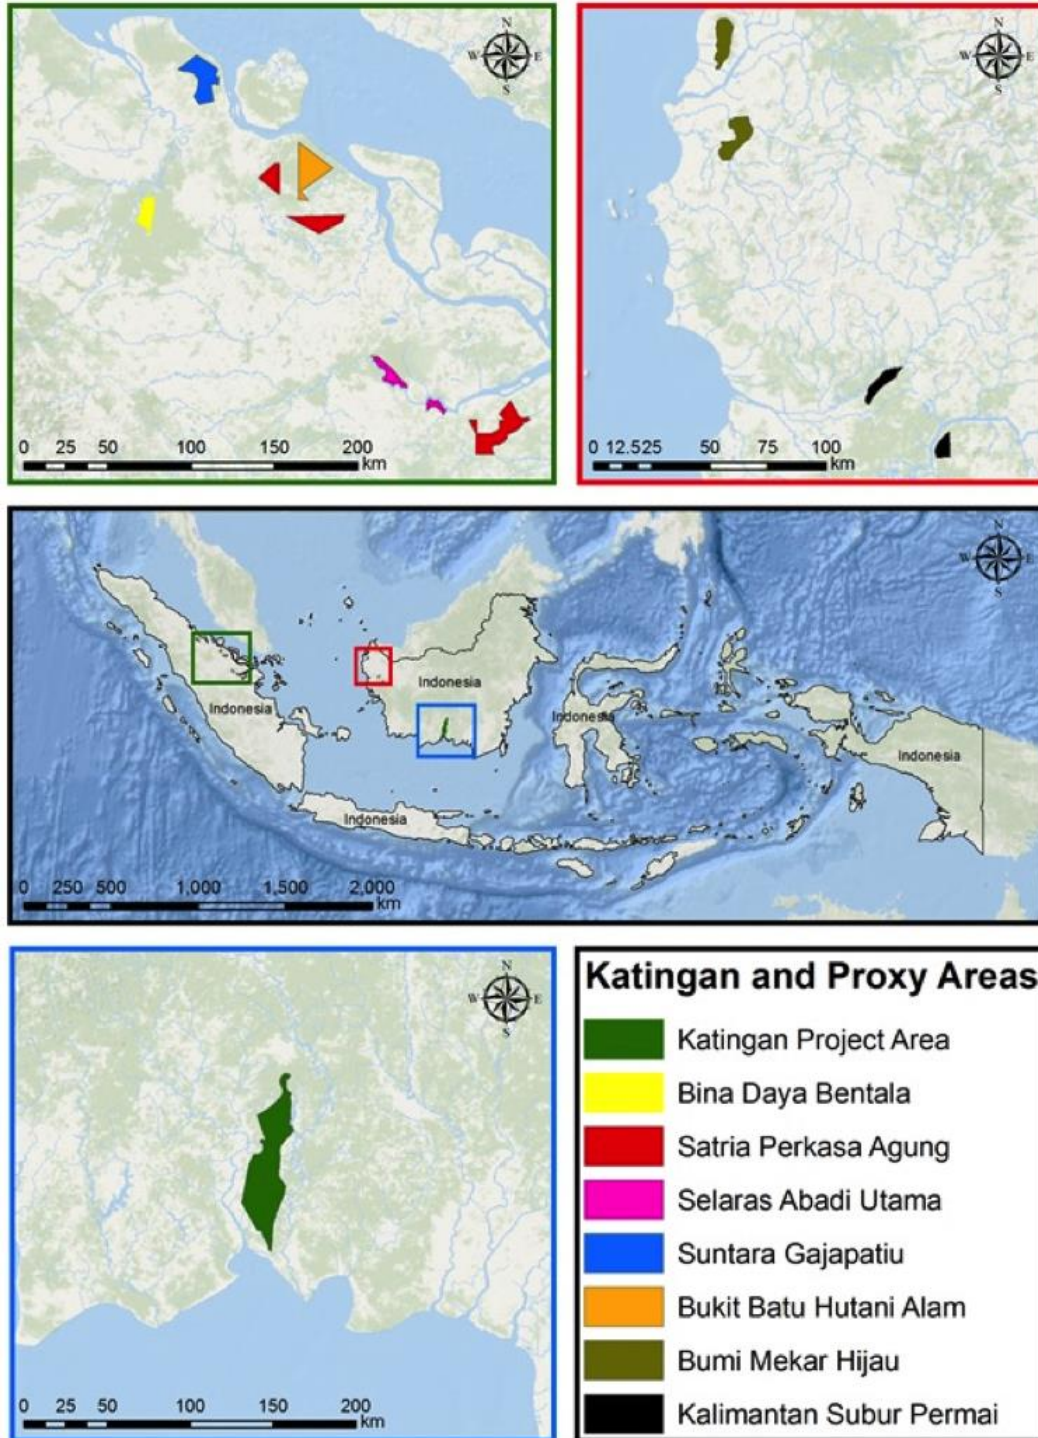 N
W E
S
0 25 50 100 150 200
km
N
W E
S
0 12.525 50 75 100
km
N
W E
S
Indonesia
Indonesia
Indonesia
Indonesia
Indonesia
0 250 500 1,000 1,500 2,000
km
N
W E
S
0 25 50 100 150 200
km
Katingan and Proxy Areas
Katingan Project Area
Bina Daya Bentala
Satria Perkasa Agung
Selaras Abadi Utama
Suntara Gajapatiu
Bukit Batu Hutani Alam
Bumi Mekar Hijau
Kalimantan Subur Permai